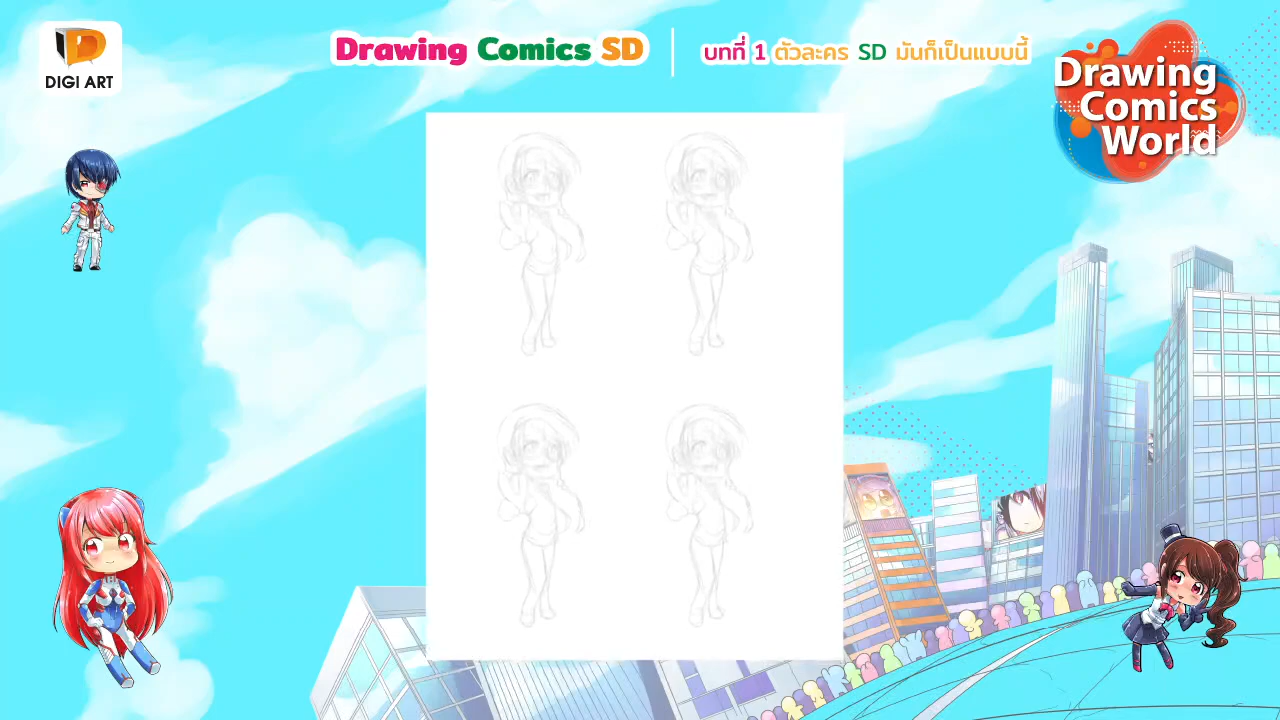 DIGI ART
Drawing Comics SD
บทที่ 1 ตัวละคร SD มันก็เป็นแบบนี้
Drawing
Comics
World